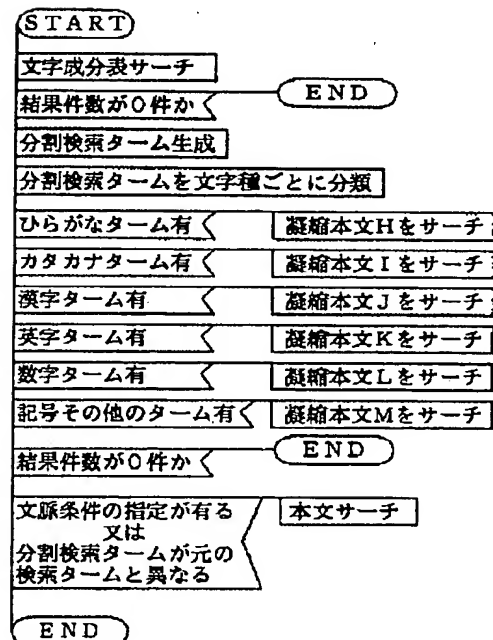 START
文字成分表サーチ
結果件数が0件か
END
分割検索ターム生成
分割検索タームを文字種ごとに分類
ひらがなターム有
凝縮本文Hをサーチ
カタカナターム有
凝縮本文Iをサーチ
漢字ターム有
凝縮本文Jをサーチ
英字ターム有
凝縮本文Kをサーチ
数字ターム有
凝縮本文Lをサーチ
記号その他のターム有
凝縮本文Mをサーチ
結果件数が0件か
END
文脈条件の指定が有る
又は
分割検索タームが元の
検索タームと異なる
本文サーチ
END